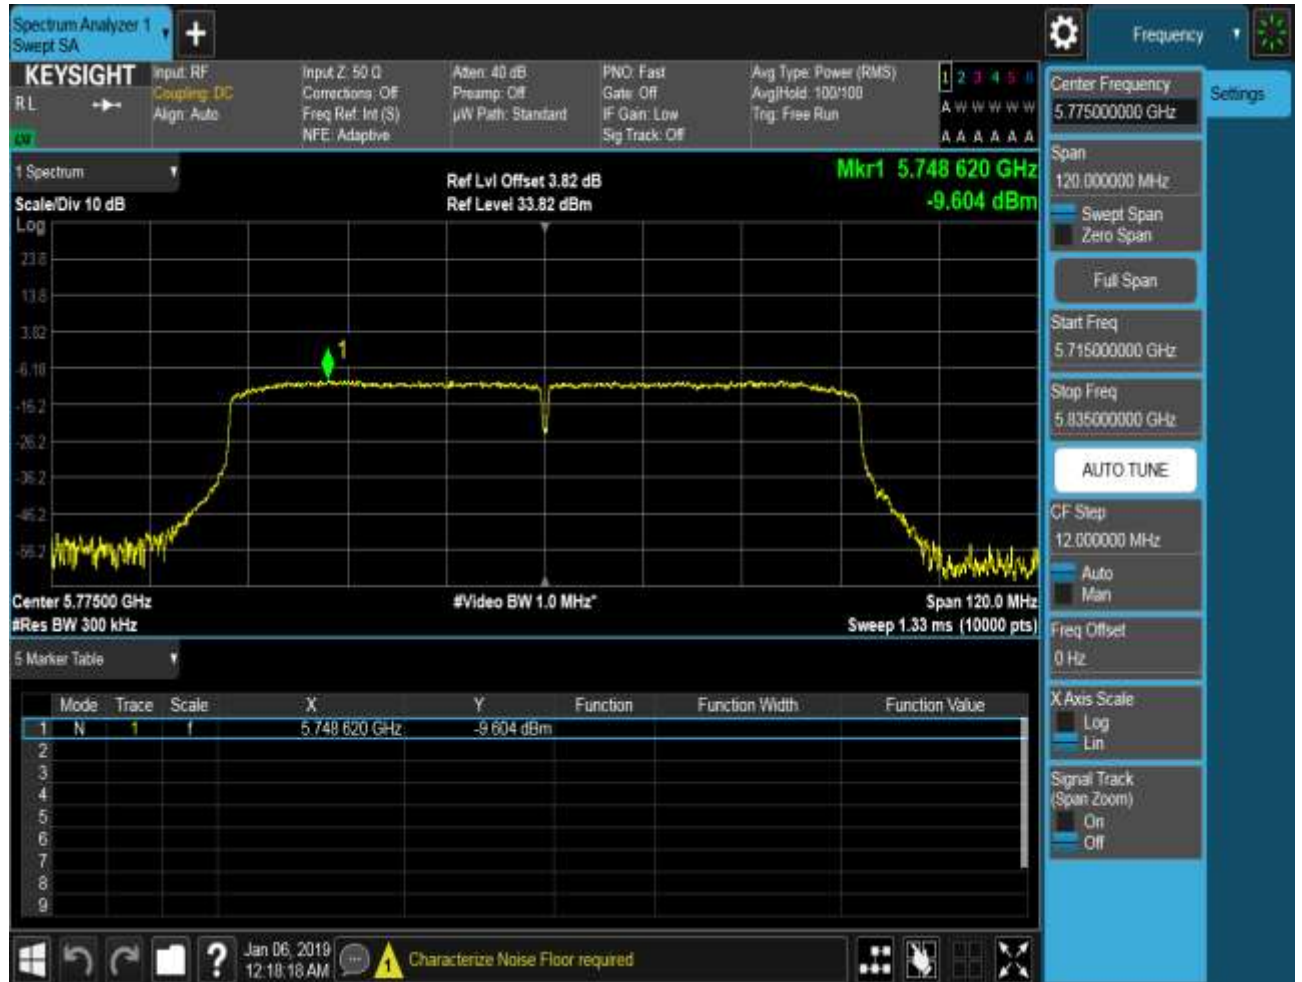 Spectrum Analyzer 1
Swept SA
+
Frequency
KEYSIGHT
R L
Input: RF
Coupling: DC
Align: Auto
Input Z: 50 Ω
Corrections: Off
Freq Ref: Int (S)
NFE: Adaptive
Atten: 40 dB
Preamp: Off
µW Path: Standard
PNO: Fast
Gate: Off
IF Gain: Low
Sig Track: Off
Avg Type: Power (RMS)
Avg|Hold: 100/100
Trig: Free Run
1 2 3 4 5 6
A W W W W W
A A A A A A
1 Spectrum
Scale/Div 10 dB
Ref Lvl Offset 3.82 dB
Ref Level 33.82 dBm
Mkr1 5.748 620 GHz
-9.604 dBm
Log
23.8
13.8
3.82
-6.18
-16.2
-26.2
-36.2
-46.2
-56.2
1
Center 5.77500 GHz
#Video BW 1.0 MHz*
Span 120.0 MHz
#Res BW 300 kHz
Sweep 1.33 ms (10000 pts)
5 Marker Table
Mode Trace Scale X Y Function Function Width Function Value
1 N 1 f 5.748 620 GHz -9.604 dBm
2
3
4
5
6
7
8
9
Center Frequency
5.775000000 GHz
Settings
Span
120.000000 MHz
Swept Span
Zero Span
Full Span
Start Freq
5.715000000 GHz
Stop Freq
5.835000000 GHz
AUTO TUNE
CF Step
12.000000 MHz
Auto
Man
Freq Offset
0 Hz
X Axis Scale
Log
Lin
Signal Track
(Span Zoom)
On
Off
?
Jan 06, 2019
12:18:18 AM
Characterize Noise Floor required